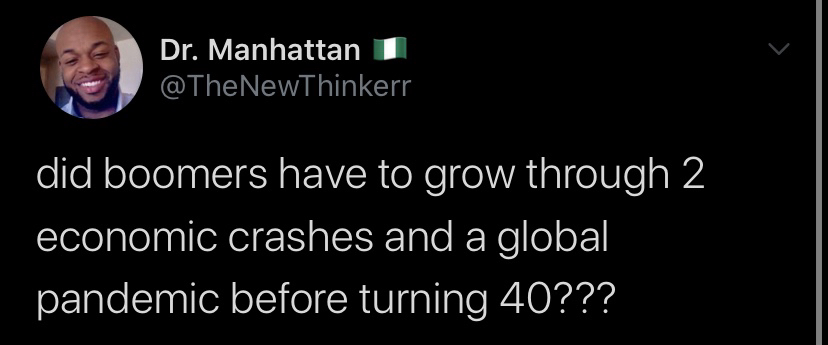 Dr. Manhattan 🇳🇬
@TheNewThinkerr
did boomers have to grow through 2
economic crashes and a global
pandemic before turning 40???